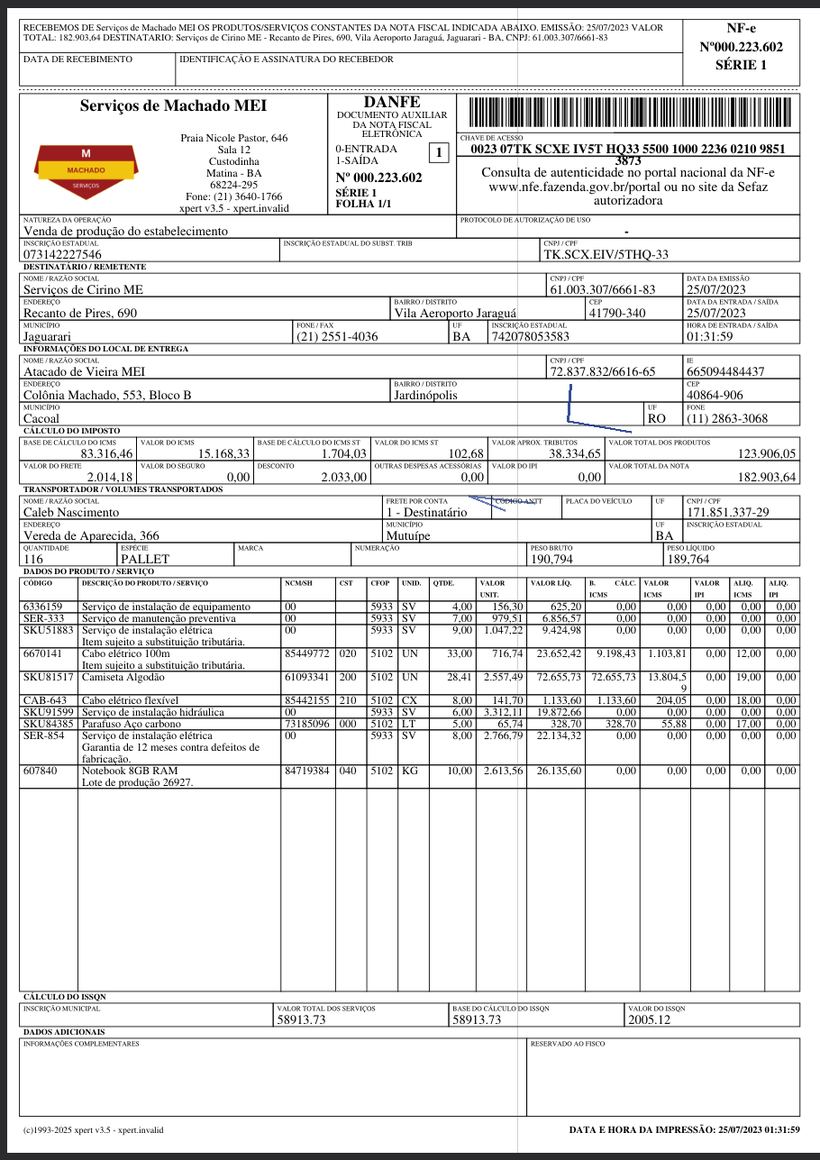 RECEBEMOS DE Serviços de Machado MEI OS PRODUTOS/SERVIÇOS CONSTANTES DA NOTA FISCAL INDICADA ABAIXO. EMISSÃO: 25/07/2023 VALOR
TOTAL: 182.903,64 DESTINATARIO: Serviços de Cirino ME - Recanto de Pires, 690, Vila Aeroporto Jaraguá, Jaguarari - BA, CNPJ: 61.003.307/6661-83
DATA DE RECEBIMENTO IDENTIFICAÇÃO E ASSINATURA DO RECEBEDOR
NF-e
Nº000.223.602
SÉRIE 1
Serviços de Machado MEI
M
MACHADO
SERVIÇOS
Praia Nicole Pastor, 646
Sala 12
Custodinha
Matina - BA
68224-295
Fone: (21) 3640-1766
xpert v3.5 - xpert.invalid
DANFE
DOCUMENTO AUXILIAR
DA NOTA FISCAL
ELETRÔNICA
0-ENTRADA
1-SAÍDA
1
Nº 000.223.602
SÉRIE 1
FOLHA 1/1
CHAVE DE ACESSO
0023 07TK SCXE IV5T HQ33 5500 1000 2236 0210 9851
3873
Consulta de autenticidade no portal nacional da NF-e
www.nfe.fazenda.gov.br/portal ou no site da Sefaz
autorizadora
NATUREZA DA OPERAÇÃO PROTOCOLO DE AUTORIZAÇÃO DE USO
Venda de produção do estabelecimento -
INSCRIÇÃO ESTADUAL INSCRIÇÃO ESTADUAL DO SUBST. TRIB CNPJ / CPF
073142227546 TK.SCX.EIV/5THQ-33
DESTINATÁRIO / REMETENTE
NOME / RAZÃO SOCIAL CNPJ / CPF DATA DA EMISSÃO
Serviços de Cirino ME 61.003.307/6661-83 25/07/2023
ENDEREÇO BAIRRO / DISTRITO CEP DATA DA ENTRADA / SAÍDA
Recanto de Pires, 690 Vila Aeroporto Jaraguá 41790-340 25/07/2023
MUNICÍPIO FONE / FAX UF INSCRIÇÃO ESTADUAL HORA DE ENTRADA / SAÍDA
Jaguarari (21) 2551-4036 BA 742078053583 01:31:59
INFORMAÇÕES DO LOCAL DE ENTREGA
NOME / RAZÃO SOCIAL CNPJ / CPF IE
Atacado de Vieira MEI 72.837.832/6616-65 665094484437
ENDEREÇO BAIRRO / DISTRITO CEP
Colônia Machado, 553, Bloco B Jardinópolis 40864-906
MUNICÍPIO UF FONE
Cacoal RO (11) 2863-3068
CÁLCULO DO IMPOSTO
BASE DE CÁLCULO DO ICMS VALOR DO ICMS BASE DE CÁLCULO DO ICMS ST VALOR DO ICMS ST VALOR APROX. TRIBUTOS VALOR TOTAL DOS PRODUTOS
83.316,46 15.168,33 1.704,03 102,68 38.334,65 123.906,05
VALOR DO FRETE VALOR DO SEGURO DESCONTO OUTRAS DESPESAS ACESSÓRIAS VALOR DO IPI VALOR TOTAL DA NOTA
2.014,18 0,00 2.033,00 0,00 0,00 182.903,64
TRANSPORTADOR / VOLUMES TRANSPORTADOS
NOME / RAZÃO SOCIAL FRETE POR CONTA CÓDIGO ANTT PLACA DO VEÍCULO UF CNPJ / CPF
Caleb Nascimento 1 - Destinatário 171.851.337-29
ENDEREÇO MUNICÍPIO UF INSCRIÇÃO ESTADUAL
Vereda de Aparecida, 366 Mutuípe BA
QUANTIDADE ESPÉCIE MARCA NUMERAÇÃO PESO BRUTO PESO LÍQUIDO
116 PALLET 190,794 189,764
DADOS DO PRODUTO / SERVIÇO
CÓDIGO DESCRIÇÃO DO PRODUTO / SERVIÇO NCM/SH CST CFOP UNID. QTDE. VALOR VALOR LÍQ. B. CÁLC. VALOR VALOR ALIQ. ALIQ.
UNIT. ICMS ICMS IPI ICMS IPI
6336159 Serviço de instalação de equipamento 00 5933 SV 4,00 156,30 625,20 0,00 0,00 0,00 0,00 0,00
SER-333 Serviço de manutenção preventiva 00 5933 SV 7,00 979,51 6.856,57 0,00 0,00 0,00 0,00 0,00
SKU51883 Serviço de instalação elétrica 00 5933 SV 9,00 1.047,22 9.424,98 0,00 0,00 0,00 0,00 0,00
Item sujeito a substituição tributária.
6670141 Cabo elétrico 100m 85449772 020 5102 UN 33,00 716,74 23.652,42 9.198,43 1.103,81 0,00 12,00 0,00
Item sujeito a substituição tributária.
SKU81517 Camiseta Algodão 61093341 200 5102 UN 28,41 2.557,49 72.655,73 72.655,73 13.804,5 0,00 19,00 0,00
9
CAB-643 Cabo elétrico flexível 85442155 210 5102 CX 8,00 141,70 1.133,60 1.133,60 204,05 0,00 18,00 0,00
SKU91599 Serviço de instalação hidráulica 00 5933 SV 6,00 3.312,11 19.872,66 0,00 0,00 0,00 0,00 0,00
SKU84385 Parafuso Aço carbono 73185096 000 5102 LT 5,00 65,74 328,70 328,70 55,88 0,00 17,00 0,00
SER-854 Serviço de instalação elétrica 00 5933 SV 8,00 2.766,79 22.134,32 0,00 0,00 0,00 0,00 0,00
Garantia de 12 meses contra defeitos de
fabricação.
607840 Notebook 8GB RAM 84719384 040 5102 KG 10,00 2.613,56 26.135,60 0,00 0,00 0,00 0,00 0,00
Lote de produção 26927.
CÁLCULO DO ISSQN
INSCRIÇÃO MUNICIPAL VALOR TOTAL DOS SERVIÇOS BASE DO CÁLCULO DO ISSQN VALOR DO ISSQN
58913.73 58913.73 2005.12
DADOS ADICIONAIS
INFORMAÇÕES COMPLEMENTARES RESERVADO AO FISCO
(c)1993-2025 xpert v3.5 - xpert.invalid DATA E HORA DA IMPRESSÃO: 25/07/2023 01:31:59